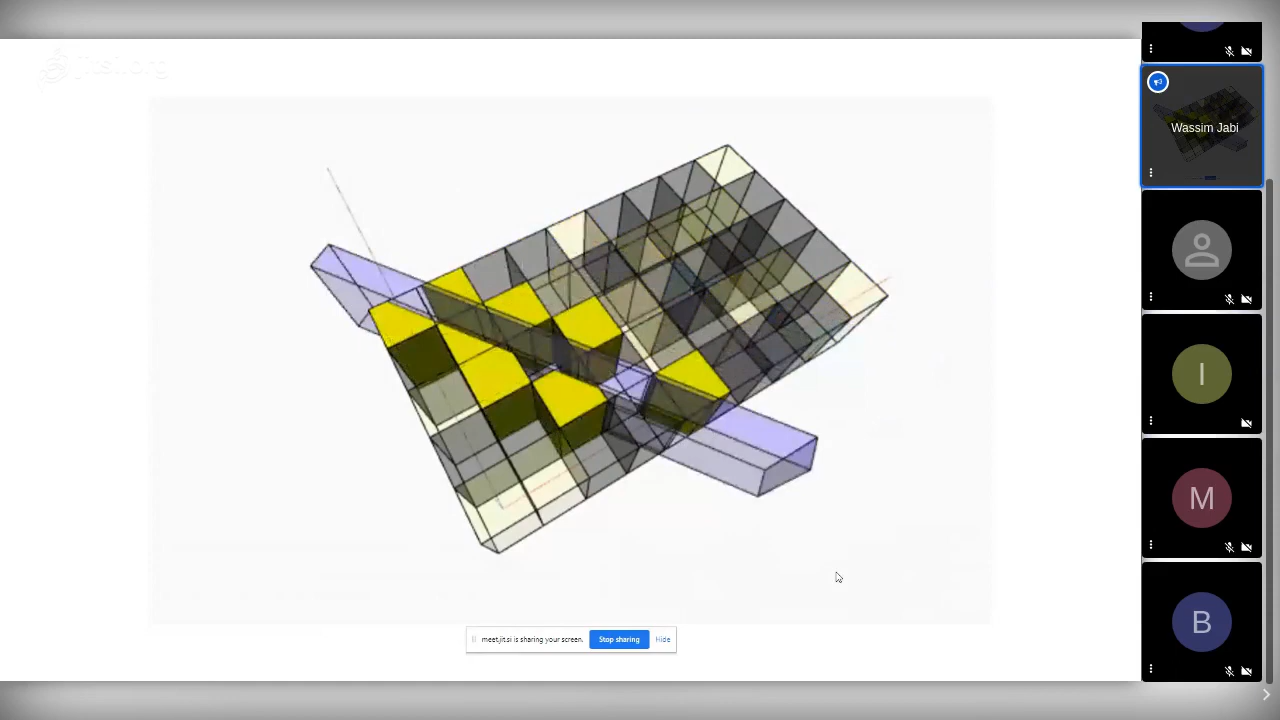 Wassim Jabi
I
M
B
meet.jit.si is sharing your screen.
Stop sharing
Hide